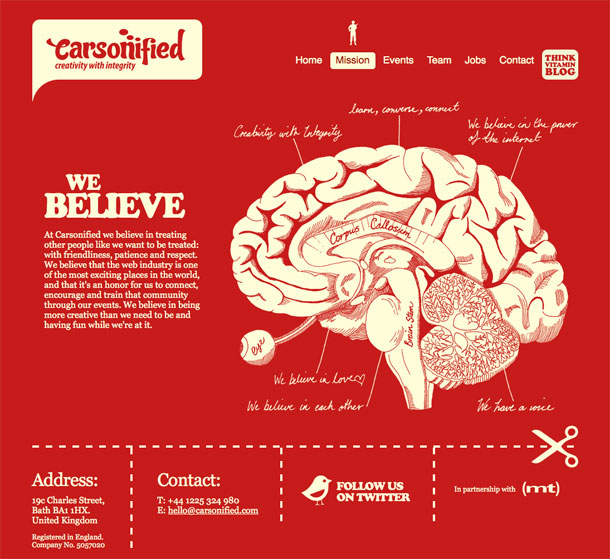 Carsonified
creativity with integrity
Home Mission Events Team Jobs Contact
THINK
VITAMIN
BLOG
learn, converse, connect
Creativity with Integrity
We believe in the power
of the internet
WE
BELIEVE
At Carsonified we believe in treating
other people like we want to be treated:
with friendliness, patience and respect.
We believe that the web industry is one
of the most exciting places in the world,
and that it's an honor for us to connect,
encourage and train that community
through our events. We believe in being
more creative than we need to be and
having fun while we're at it.
Corpus Callosum
Brain Stem
eye
We believe in love♡
We believe in each other
We have a voice
Address:
19c Charles Street,
Bath BA1 1HX.
United Kingdom
Registered in England.
Company No. 5057020
Contact:
T: +44 1225 324 980
E: hello@carsonified.com
FOLLOW US
ON TWITTER
In partnership with (mt)